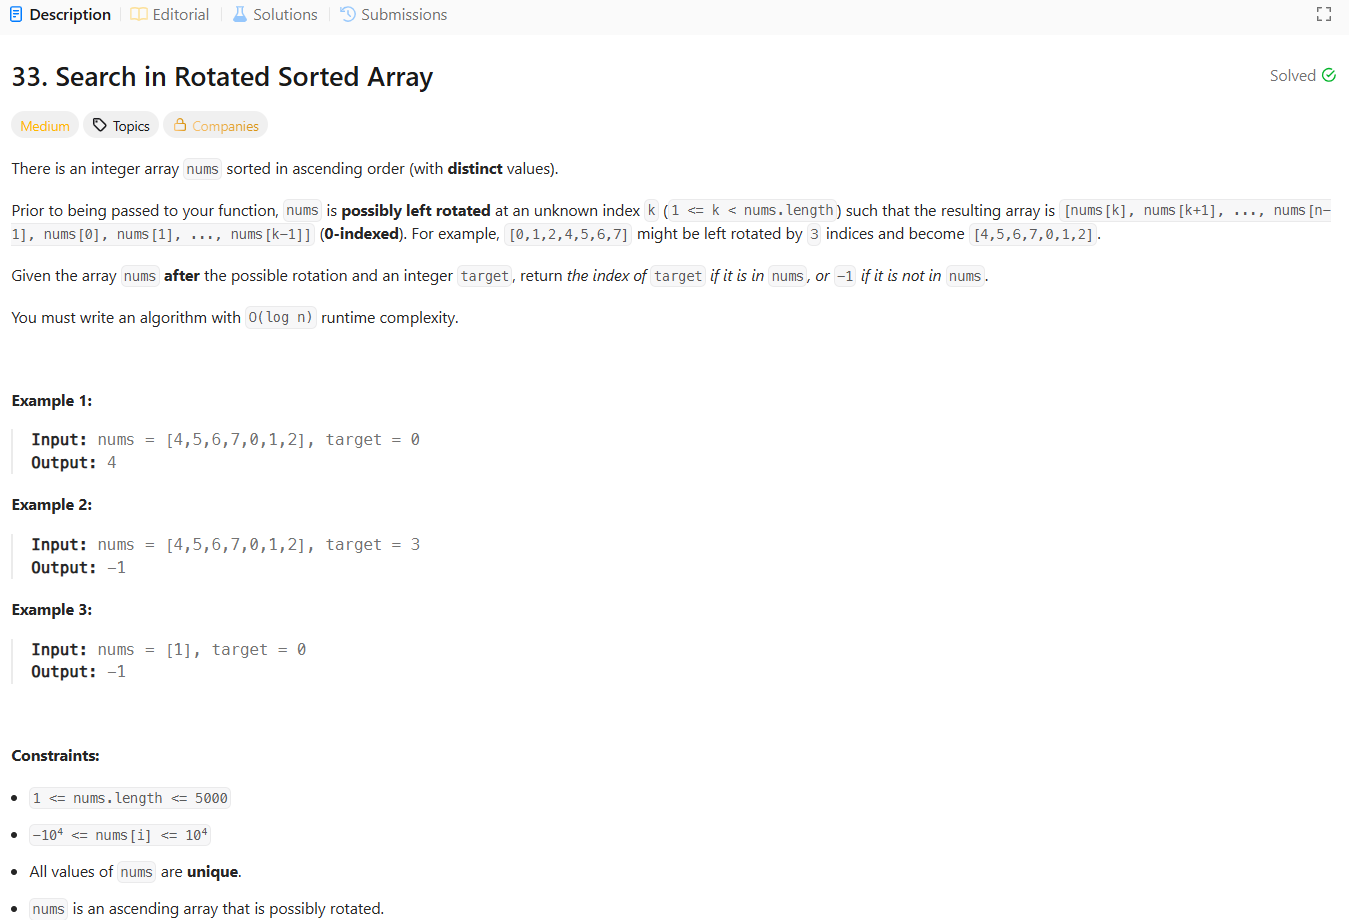 Description Editorial Solutions Submissions
33. Search in Rotated Sorted Array
Solved
Medium Topics Companies
There is an integer array nums sorted in ascending order (with distinct values).
Prior to being passed to your function, nums is possibly left rotated at an unknown index k (1 <= k < nums.length) such that the resulting array is [nums[k], nums[k+1], ..., nums[n-
1], nums[0], nums[1], ..., nums[k-1]] (0-indexed). For example, [0,1,2,4,5,6,7] might be left rotated by 3 indices and become [4,5,6,7,0,1,2].
Given the array nums after the possible rotation and an integer target, return the index of target if it is in nums, or -1 if it is not in nums.
You must write an algorithm with O(log n) runtime complexity.
Example 1:
Input: nums = [4,5,6,7,0,1,2], target = 0
Output: 4
Example 2:
Input: nums = [4,5,6,7,0,1,2], target = 3
Output: -1
Example 3:
Input: nums = [1], target = 0
Output: -1
Constraints:
• 1 <= nums.length <= 5000
• -10⁴ <= nums[i] <= 10⁴
• All values of nums are unique.
• nums is an ascending array that is possibly rotated.